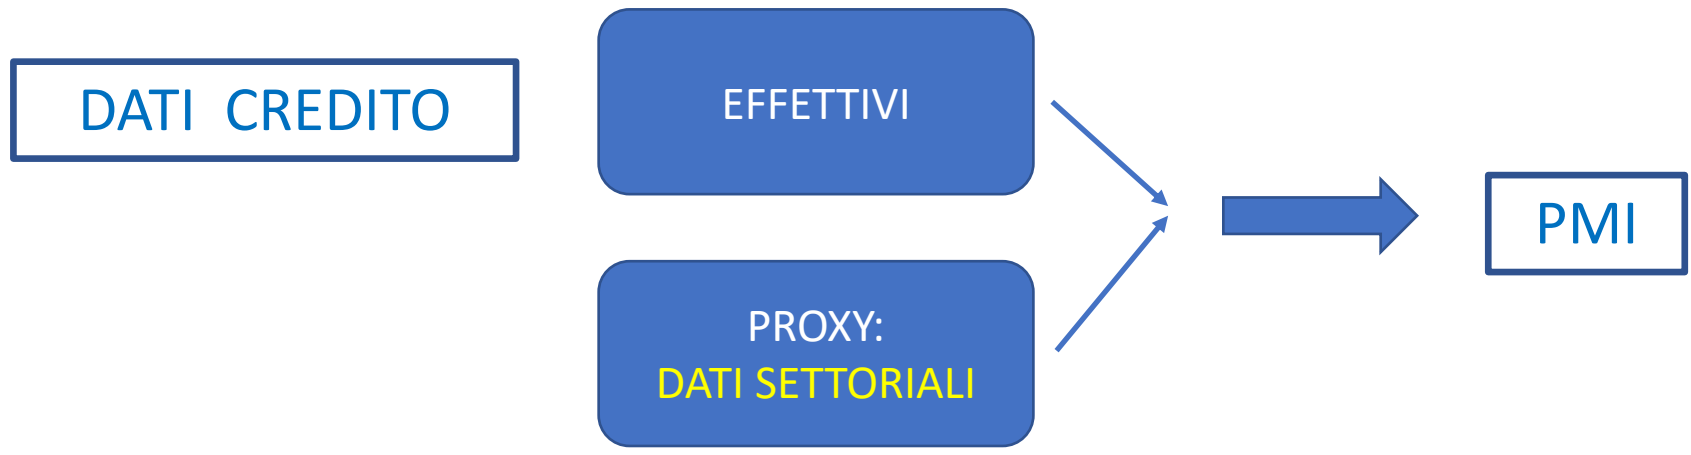 DATI CREDITO
EFFETTIVI
PROXY:
DATI SETTORIALI
PMI